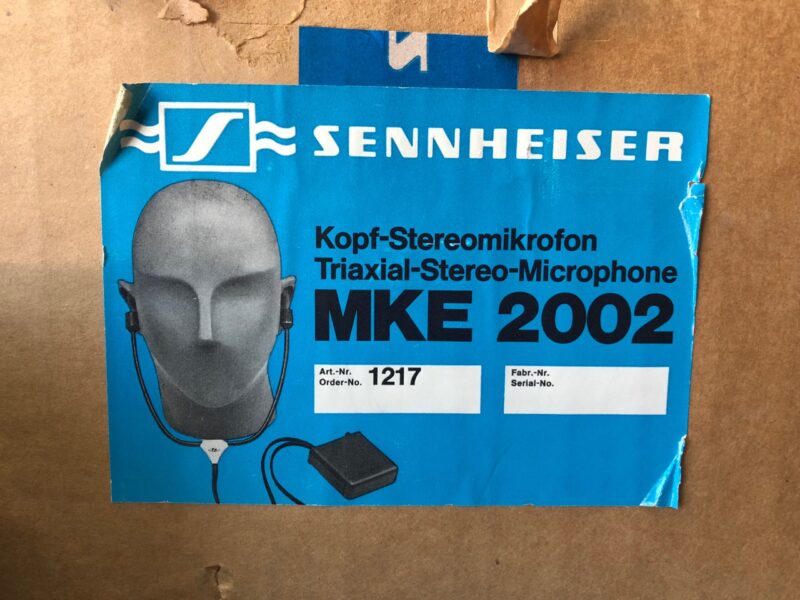 SENNHEISER
Kopf-Stereomikrofon
Triaxial-Stereo-Microphone
MKE 2002
Art.-Nr.
Order-No. 1217
Fabr.-Nr.
Serial-No.